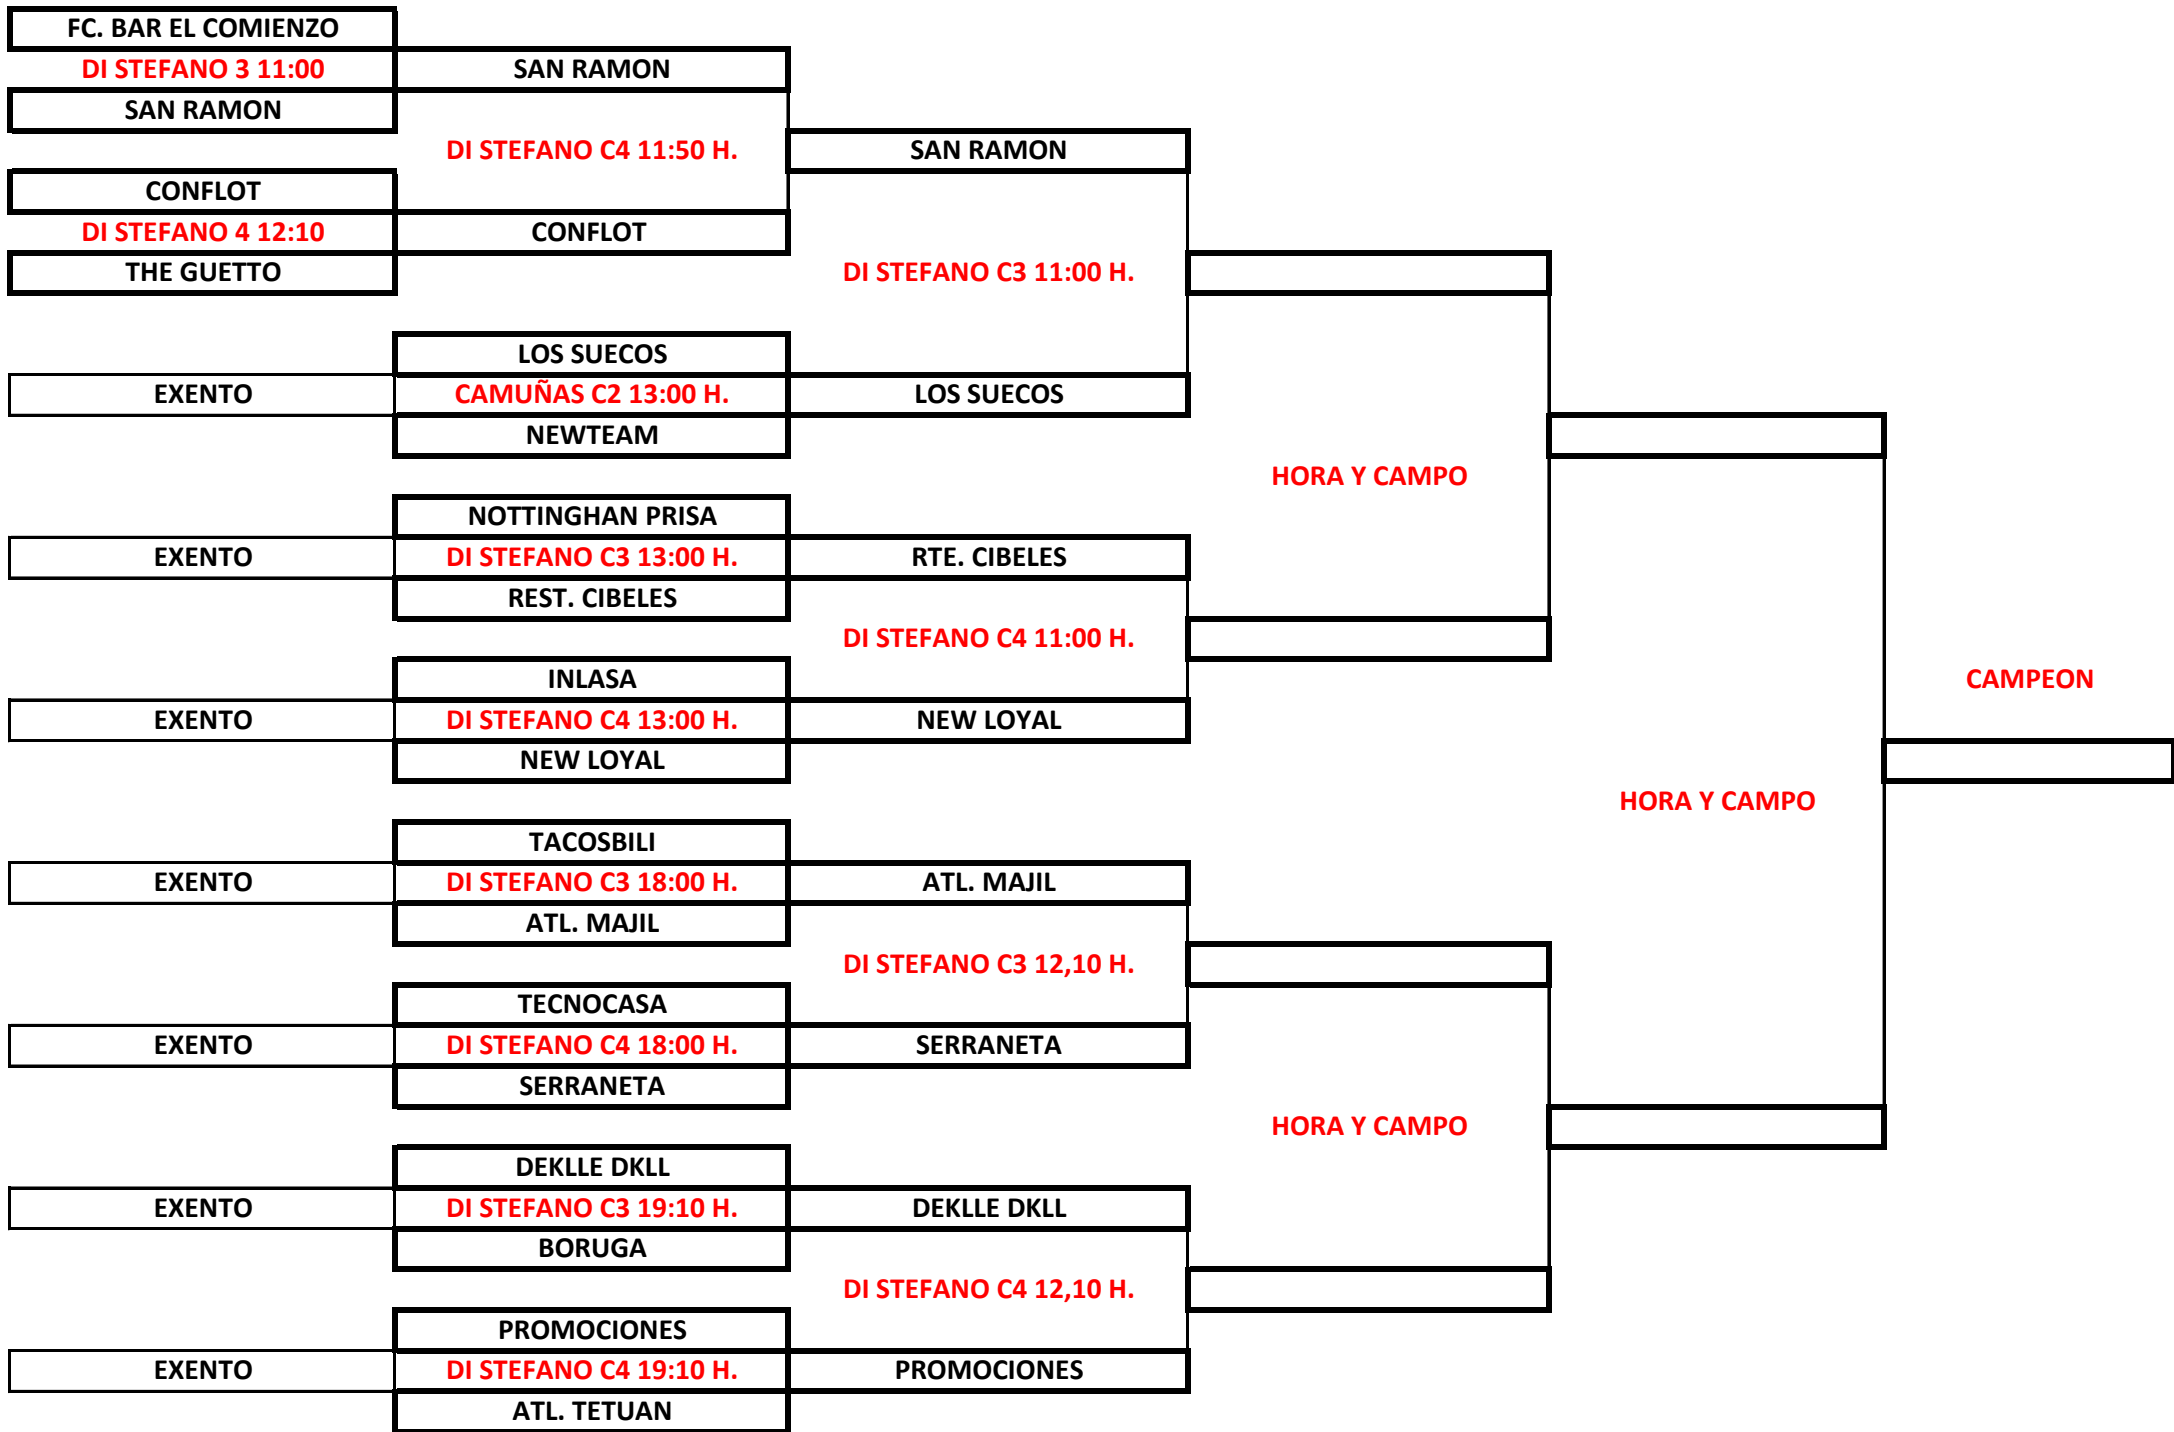 FC. BAR EL COMIENZO
DI STEFANO 3 11:00
SAN RAMON
SAN RAMON
DI STEFANO C4 11:50 H.
SAN RAMON
CONFLOT
DI STEFANO 4 12:10
CONFLOT
THE GUETTO
DI STEFANO C3 11:00 H.
LOS SUECOS
EXENTO
CAMUÑAS C2 13:00 H.
LOS SUECOS
NEWTEAM
HORA Y CAMPO
NOTTINGHAN PRISA
EXENTO
DI STEFANO C3 13:00 H.
RTE. CIBELES
REST. CIBELES
DI STEFANO C4 11:00 H.
INLASA
CAMPEON
EXENTO
DI STEFANO C4 13:00 H.
NEW LOYAL
NEW LOYAL
HORA Y CAMPO
TACOSBILI
EXENTO
DI STEFANO C3 18:00 H.
ATL. MAJIL
ATL. MAJIL
DI STEFANO C3 12,10 H.
TECNOCASA
EXENTO
DI STEFANO C4 18:00 H.
SERRANETA
SERRANETA
HORA Y CAMPO
DEKLLE DKLL
EXENTO
DI STEFANO C3 19:10 H.
DEKLLE DKLL
BORUGA
DI STEFANO C4 12,10 H.
PROMOCIONES
EXENTO
DI STEFANO C4 19:10 H.
PROMOCIONES
ATL. TETUAN